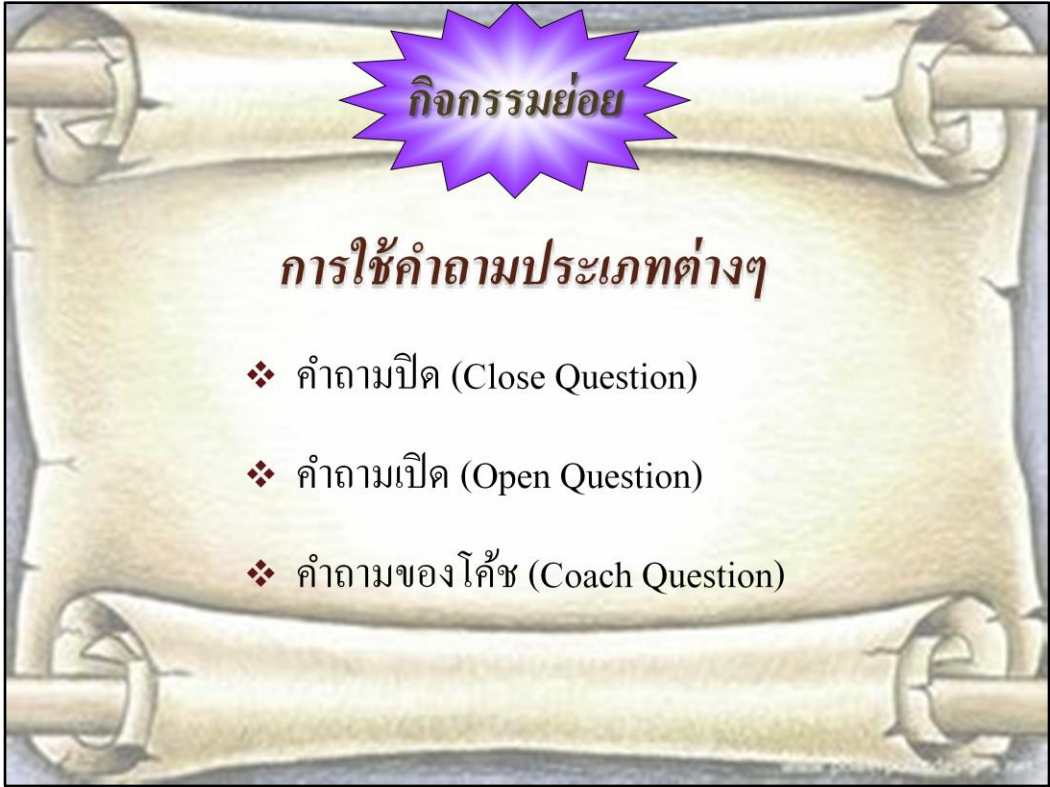 กิจกรรมย่อย
การใช้คำถามประเภทต่างๆ
❖ คำถามปิด (Close Question)
❖ คำถามเปิด (Open Question)
❖ คำถามของโค้ช (Coach Question)